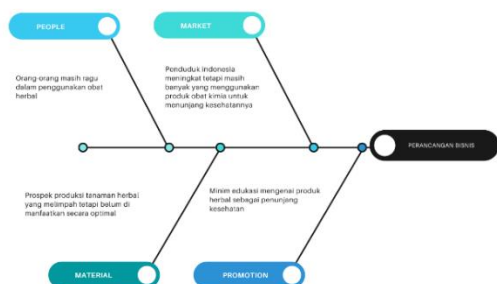 PEOPLE
MARKET
Orang-orang masih ragu
dalam penggunakan obat
herbal
Penduduk indonesia
meningkat tetapi masih
banyak yang menggunakan
produk obat kimia untuk
menunjang kesehatannya
PERANCANGAN BISNIS
Prospek produksi tanaman herbal
yang melimpah tetapi belum di
manfaatkan secara optimal
Minim edukasi mengenai produk
herbal sebagai penunjang
kesehatan
MATERIAL
PROMOTION